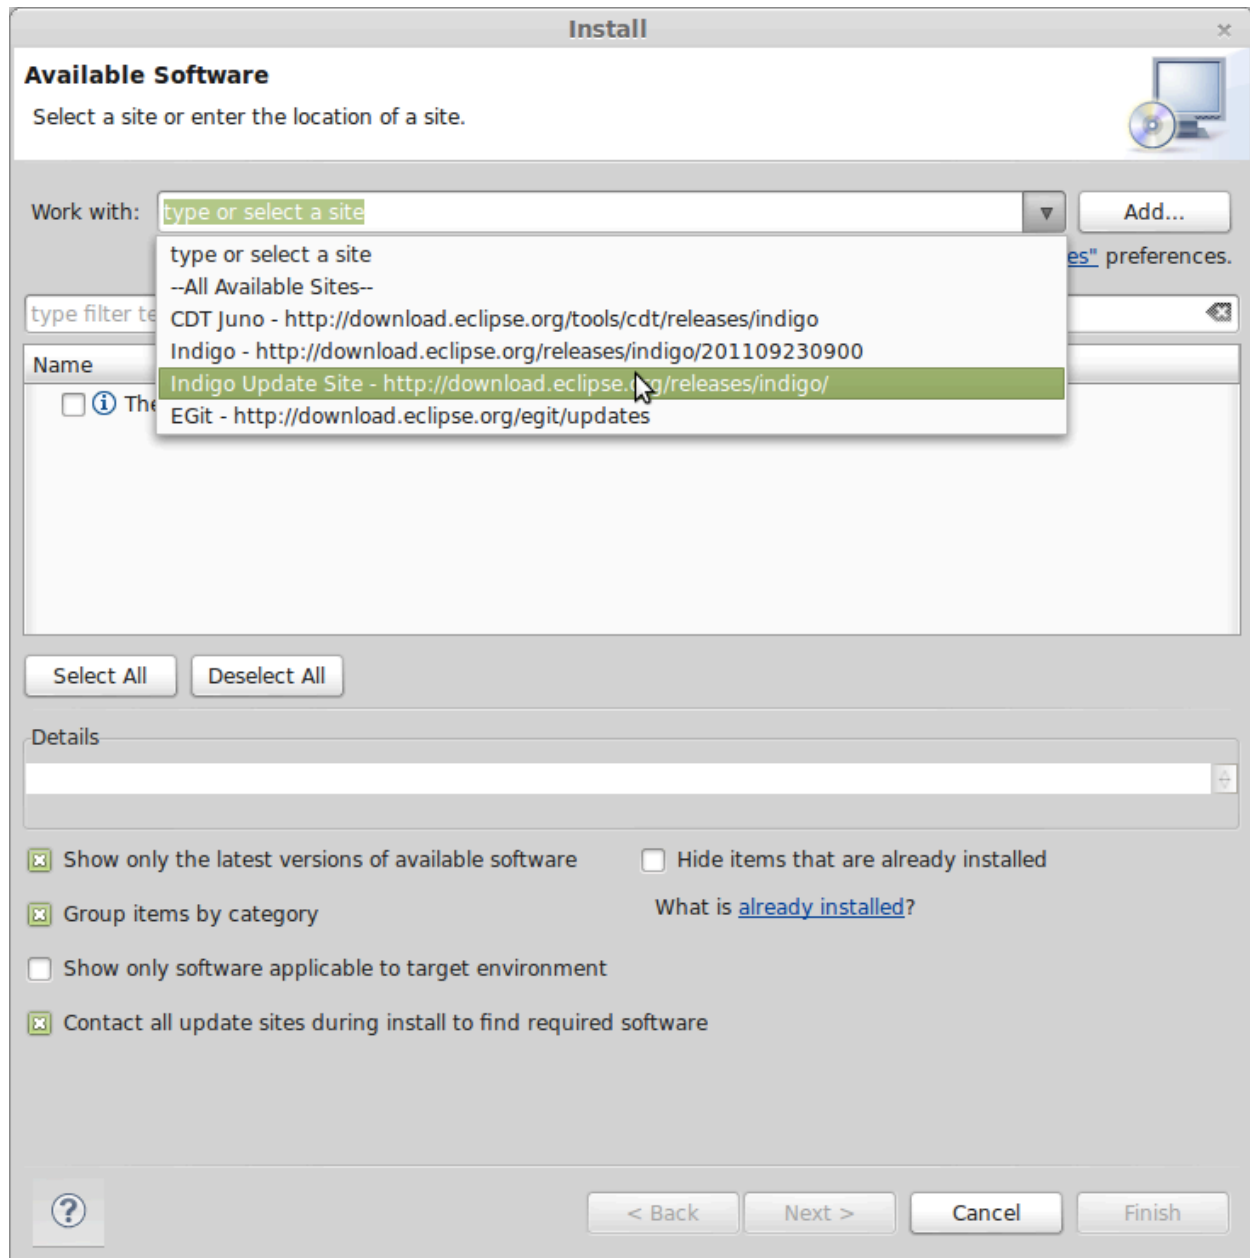 Install
Available Software
Select a site or enter the location of a site.
Work with: type or select a site Add...
type or select a site
es" preferences.
--All Available Sites--
type filter te
CDT Juno - http://download.eclipse.org/tools/cdt/releases/indigo
Indigo - http://download.eclipse.org/releases/indigo/201109230900
Name
Indigo Update Site - http://download.eclipse.org/releases/indigo/
The
EGit - http://download.eclipse.org/egit/updates
Select All Deselect All
Details
Show only the latest versions of available software Hide items that are already installed
Group items by category What is already installed?
Show only software applicable to target environment
Contact all update sites during install to find required software
? < Back Next > Cancel Finish